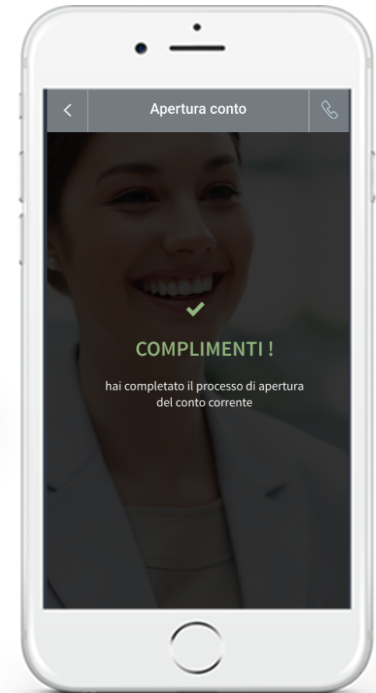 Apertura conto
COMPLIMENTI !
hai completato il processo di apertura
del conto corrente